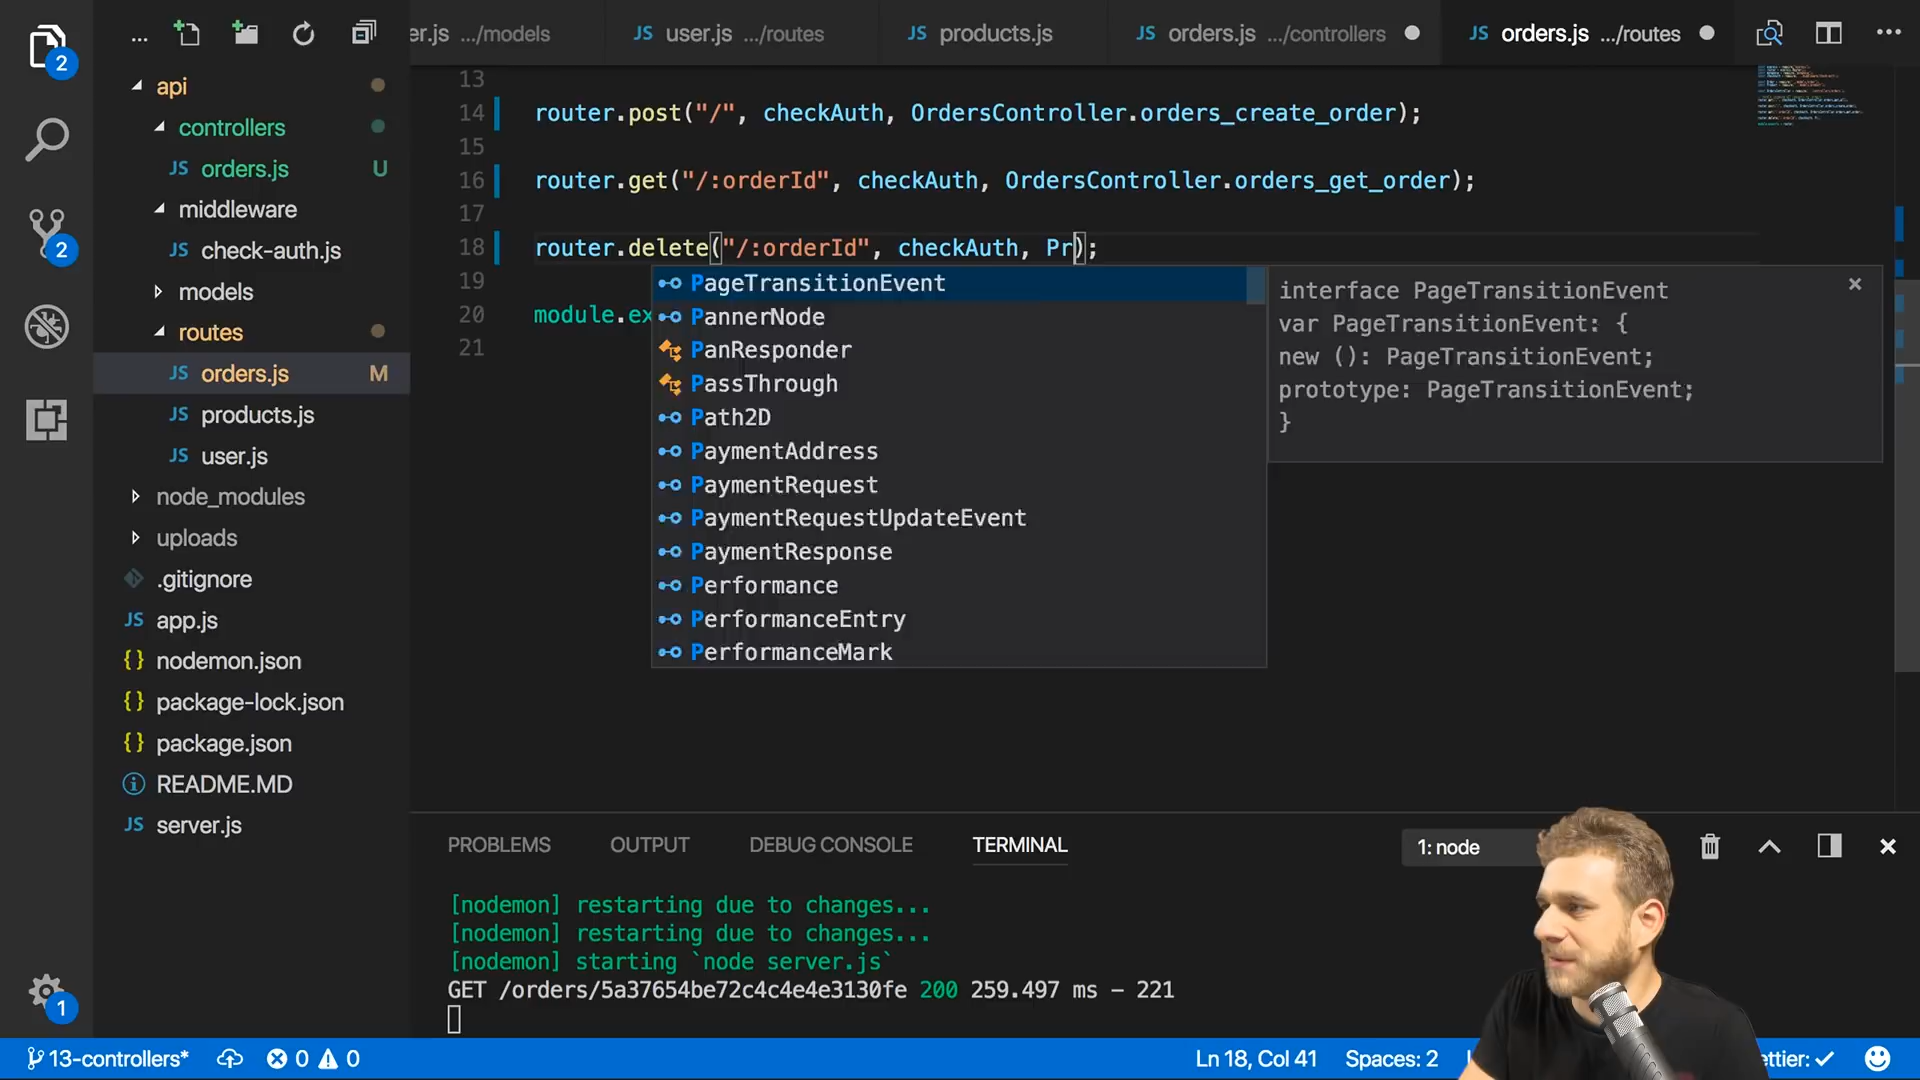 er.js .../models
JS user.js .../routes
JS products.js
JS orders.js .../controllers
JS orders.js .../routes
...
2
api
controllers
JS orders.js U
middleware
JS check-auth.js
models
routes
JS orders.js M
JS products.js
JS user.js
node_modules
uploads
.gitignore
JS app.js
{} nodemon.json
{} package-lock.json
{} package.json
README.MD
JS server.js
2
1
13
14 router.post("/", checkAuth, OrdersController.orders_create_order);
15
16 router.get("/:orderId", checkAuth, OrdersController.orders_get_order);
17
18 router.delete("/:orderId", checkAuth, Pr);
19
20 module.ex
21
PageTransitionEvent
PannerNode
PanResponder
PassThrough
Path2D
PaymentAddress
PaymentRequest
PaymentRequestUpdateEvent
PaymentResponse
Performance
PerformanceEntry
PerformanceMark
interface PageTransitionEvent
var PageTransitionEvent: {
new (): PageTransitionEvent;
prototype: PageTransitionEvent;
}
PROBLEMS OUTPUT DEBUG CONSOLE TERMINAL
1: node
[nodemon] restarting due to changes...
[nodemon] restarting due to changes...
[nodemon] starting `node server.js`
GET /orders/5a37654be72c4c4e4e3130fe 200 259.497 ms - 221
13-controllers* 0 0
Ln 18, Col 41 Spaces: 2 ettier: ✓